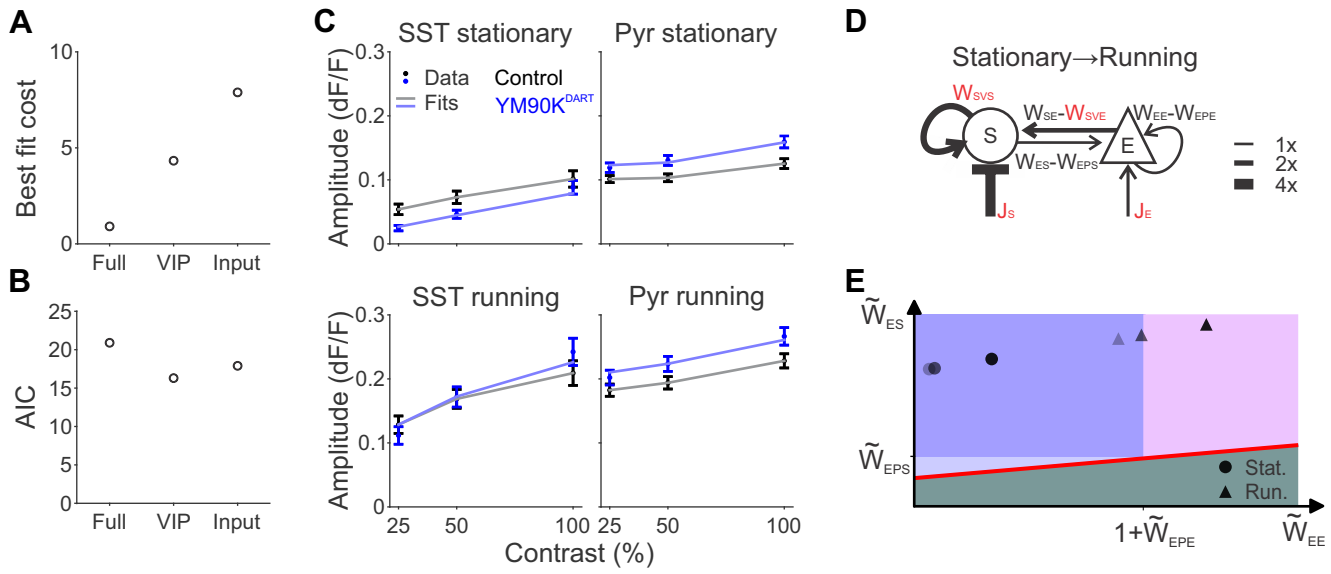 A
Best fit cost
10
5
0
Full VIP Input
B
AIC
25
20
15
10
5
0
Full VIP Input
C
SST stationary
Pyr stationary
Amplitude (dF/F)
0.3
0.2
0.1
0
Data Control
Fits YM90K^DART
SST running
Pyr running
Amplitude (dF/F)
0.3
0.2
0.1
0
25 50 100
25 50 100
Contrast (%)
D
Stationary→Running
W_SVS
W_SE-W_SVE
W_EE-W_EPE
S
E
W_ES-W_EPS
J_S
J_E
1x
2x
4x
E
W̃_ES
W̃_EPS
Stat.
Run.
1+W̃_EPE
W̃_EE